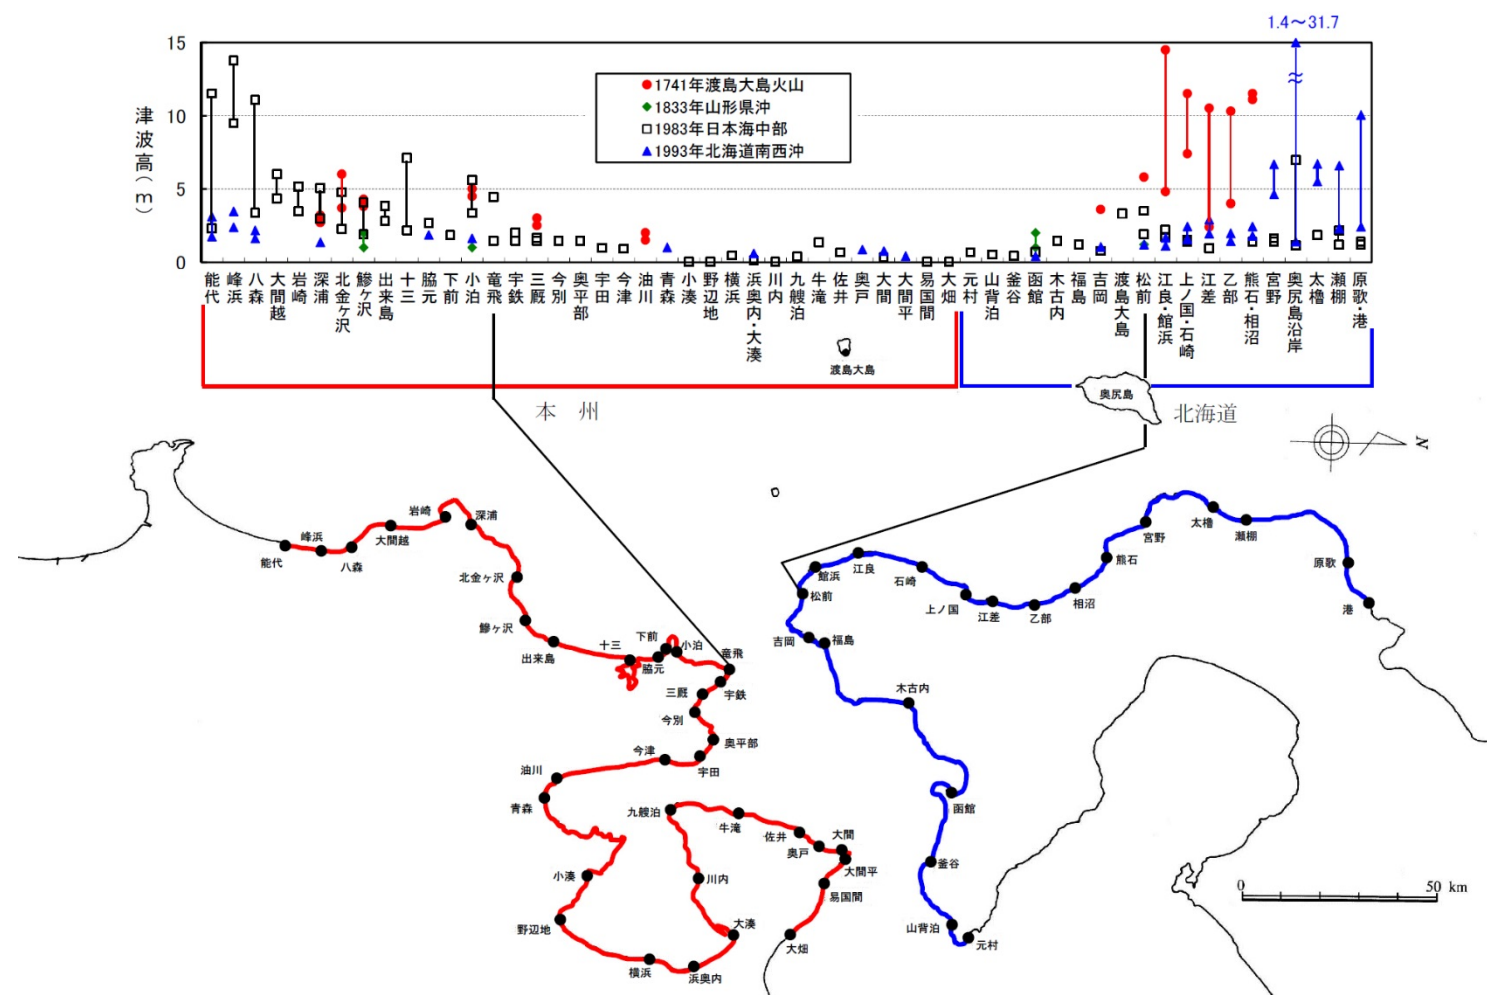 1.4～31.7
津波高（m）
15
10
5
0
1741年渡島大島火山
1833年山形県沖
1983年日本海中部
1993年北海道南西沖
能代
峰浜
八森
大間越
岩崎
深浦
北金ヶ沢
鰺ヶ沢
出来島
十三
脇元
下前
小泊
竜飛
宇鉄
三厩
今別
奥平部
宇田
今津
油川
青森
小湊
野辺地
横浜
浜奥内・大湊
川内
九艘泊
牛滝
佐井
奥戸
大間
大間平
易国間
大畑
元村
山背泊
釜谷
函館
木古内
福島
吉岡
渡島大島
松前
江良・館浜
上ノ国・石崎
江差
乙部
熊石・相沼
宮野
奥尻島沿岸
太櫓
瀬棚
原歌・港
渡島大島
奥尻島
本 州
北海道
N
能代
峰浜
八森
大間越
岩崎
深浦
北金ヶ沢
鰺ヶ沢
出来島
十三
脇元
下前
小泊
竜飛
宇鉄
三厩
今別
奥平部
宇田
今津
油川
青森
小湊
野辺地
横浜
浜奥内
大湊
川内
九艘泊
牛滝
佐井
奥戸
大間
大間平
易国間
大畑
館浜
松前
江良
石崎
上ノ国
江差
乙部
相沼
熊石
宮野
太櫓
瀬棚
原歌
港
吉岡
福島
木古内
函館
釜谷
山背泊
元村
0 50 km